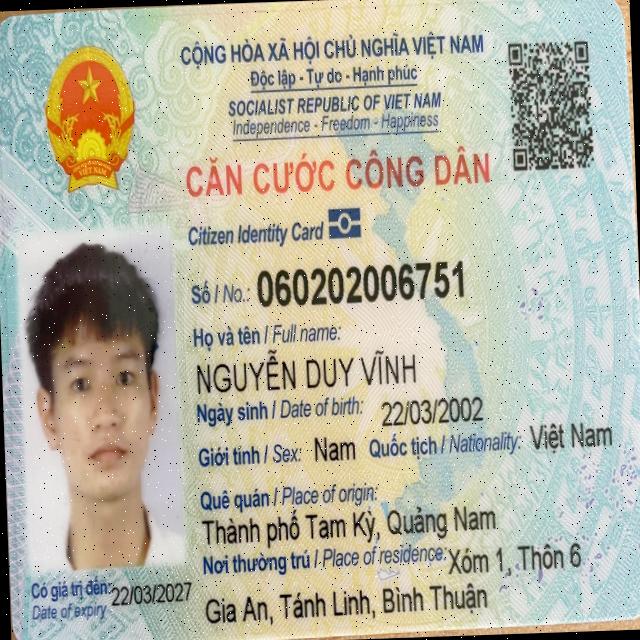 CỘNG HÒA XÃ HỘI CHỦ NGHĨA VIỆT NAM
Độc lập - Tự do - Hạnh phúc
SOCIALIST REPUBLIC OF VIET NAM
Independence - Freedom - Happiness
CĂN CƯỚC CÔNG DÂN
Citizen Identity Card
Số / No.: 060202006751
Họ và tên / Full name:
NGUYỄN DUY VĨNH
Ngày sinh / Date of birth: 22/03/2002
Giới tính / Sex: Nam Quốc tịch / Nationality: Việt Nam
Quê quán / Place of origin:
Thành phố Tam Kỳ, Quảng Nam
Nơi thường trú / Place of residence: Xóm 1, Thôn 6
Gia An, Tánh Linh, Bình Thuận
Có giá trị đến: 22/03/2027
Date of expiry
VIỆT NAM